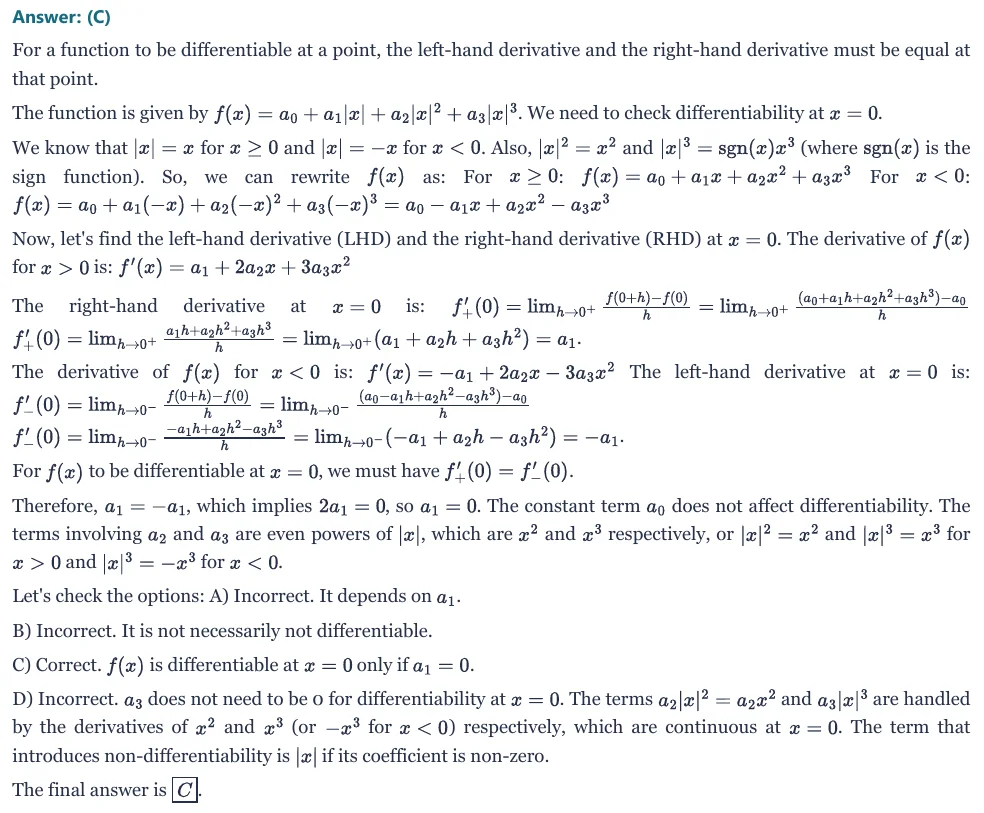 Answer: (C)
For a function to be differentiable at a point, the left-hand derivative and the right-hand derivative must be equal at
that point.
The function is given by f(x) = a₀ + a₁|x| + a₂|x|² + a₃|x|³. We need to check differentiability at x = 0.
We know that |x| = x for x ≥ 0 and |x| = −x for x < 0. Also, |x|² = x² and |x|³ = sgn(x)x³ (where sgn(x) is the
sign function). So, we can rewrite f(x) as: For x ≥ 0: f(x) = a₀ + a₁x + a₂x² + a₃x³ For x < 0:
f(x) = a₀ + a₁(−x) + a₂(−x)² + a₃(−x)³ = a₀ − a₁x + a₂x² − a₃x³
Now, let's find the left-hand derivative (LHD) and the right-hand derivative (RHD) at x = 0. The derivative of f(x)
for x > 0 is: f′(x) = a₁ + 2a₂x + 3a₃x²
The right-hand derivative at x = 0 is: f′₊(0) = limₕ→₀₊ (f(0+h)−f(0))/h = limₕ→₀₊ ((a₀+a₁h+a₂h²+a₃h³)−a₀)/h
f′₊(0) = limₕ→₀₊ (a₁h+a₂h²+a₃h³)/h = limₕ→₀₊(a₁ + a₂h + a₃h²) = a₁.
The derivative of f(x) for x < 0 is: f′(x) = −a₁ + 2a₂x − 3a₃x² The left-hand derivative at x = 0 is:
f′₋(0) = limₕ→₀₋ (f(0+h)−f(0))/h = limₕ→₀₋ ((a₀−a₁h+a₂h²−a₃h³)−a₀)/h
f′₋(0) = limₕ→₀₋ (−a₁h+a₂h²−a₃h³)/h = limₕ→₀₋(−a₁ + a₂h − a₃h²) = −a₁.
For f(x) to be differentiable at x = 0, we must have f′₊(0) = f′₋(0).
Therefore, a₁ = −a₁, which implies 2a₁ = 0, so a₁ = 0. The constant term a₀ does not affect differentiability. The
terms involving a₂ and a₃ are even powers of |x|, which are x² and x³ respectively, or |x|² = x² and |x|³ = x³ for
x > 0 and |x|³ = −x³ for x < 0.
Let's check the options: A) Incorrect. It depends on a₁.
B) Incorrect. It is not necessarily not differentiable.
C) Correct. f(x) is differentiable at x = 0 only if a₁ = 0.
D) Incorrect. a₃ does not need to be 0 for differentiability at x = 0. The terms a₂|x|² = a₂x² and a₃|x|³ are handled
by the derivatives of x² and x³ (or −x³ for x < 0) respectively, which are continuous at x = 0. The term that
introduces non-differentiability is |x| if its coefficient is non-zero.
The final answer is C.